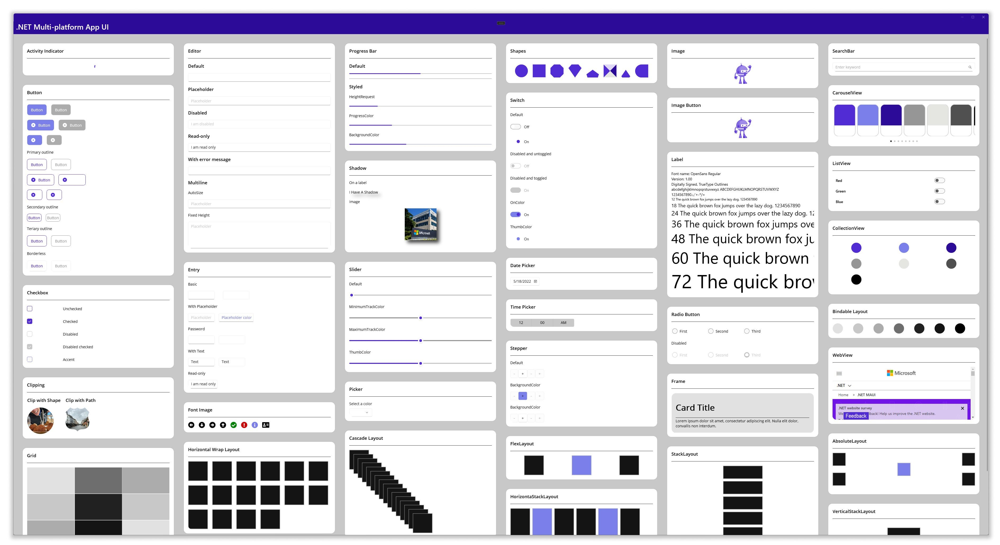 .NET Multi-platform App UI
Activity Indicator
Button
Button Button
Button Button
Primary outline
Button Button
Button
Secondary outline
Button Button
Teriary outline
Button Button
Borderless
Button Button
Checkbox
Unchecked
Checked
Disabled
Disabled checked
Accent
Clipping
Clip with Shape Clip with Path
Grid
Editor
Default
Placeholder
Placeholder
Disabled
I am disabled
Read-only
I am read only
With error message
Multiline
AutoSize
Placeholder
Fixed Height
Placeholder
Entry
Basic
With Placeholder
Placeholder Placeholder color
Password
With Text
Text Text
Read-only
I am read only
Font Image
Horizontal Wrap Layout
Progress Bar
Default
Styled
HeightRequest
ProgressColor
BackgroundColor
Shadow
On a label
I Have A Shadow
Image
Microsoft
Slider
Default
MinimumTrackColor
MaximumTrackColor
ThumbColor
Picker
Select a color
Cascade Layout
Shapes
Switch
Default
Off
On
Disabled and untoggled
Off
Disabled and toggled
On
OnColor
On
ThumbColor
On
Date Picker
5/18/2022
Time Picker
12 00 AM
Stepper
Default
- + - +
BackgroundColor
- + - +
BackgroundColor
- + - +
FlexLayout
HorizontaStackLayout
Image
Image Button
Label
Font name: OpenSans Regular
Version: 1.00
Digitally Signed, TrueType Outlines
abcdefghijklmnopqrstuvwxyz ABCDEFGHIJKLMNOPQRSTUVWXYZ
1234567890.:,;'+-*/=
12 The quick brown fox jumps over the lazy dog. 1234567890
18 The quick brown fox jumps over the lazy dog. 1234567890
24 The quick brown fox jumps over the lazy dog. 12
36 The quick brown fox jumps ove
48 The quick brown fox ju
60 The quick brown
72 The quick brov
Radio Button
First Second Third
Disabled
First Second Third
Frame
Card Title
Lorem ipsum dolor sit amet, consectetur adipiscing elit. Nulla elit dolor,
convallis non interdum.
StackLayout
SearchBar
Enter keyword
CarouselView
ListView
Red
Green
Blue
CollectionView
Bindable Layout
WebView
Microsoft
.NET
Home > .NET MAUI
.NET website survey
We lback! Help us improve the .NET website.
Feedback
AbsoluteLayout
VerticalStackLayout